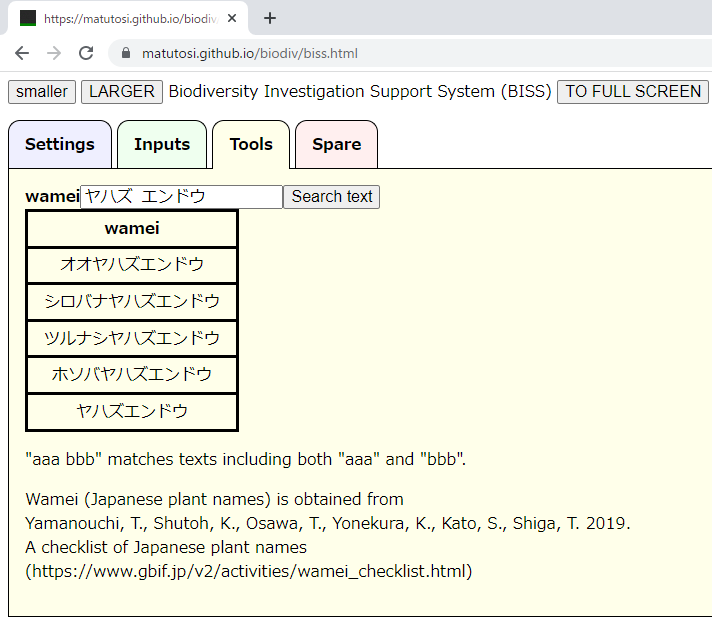 https://matutosi.github.io/biodiv
matutosi.github.io/biodiv/biss.html
smaller LARGER Biodiversity Investigation Support System (BISS) TO FULL SCREEN
Settings Inputs Tools Spare
wamei ヤハズ エンドウ Search text
wamei
オオヤハズエンドウ
シロバナヤハズエンドウ
ツルナシヤハズエンドウ
ホソバヤハズエンドウ
ヤハズエンドウ
"aaa bbb" matches texts including both "aaa" and "bbb".
Wamei (Japanese plant names) is obtained from
Yamanouchi, T., Shutoh, K., Osawa, T., Yonekura, K., Kato, S., Shiga, T. 2019.
A checklist of Japanese plant names
(https://www.gbif.jp/v2/activities/wamei_checklist.html)